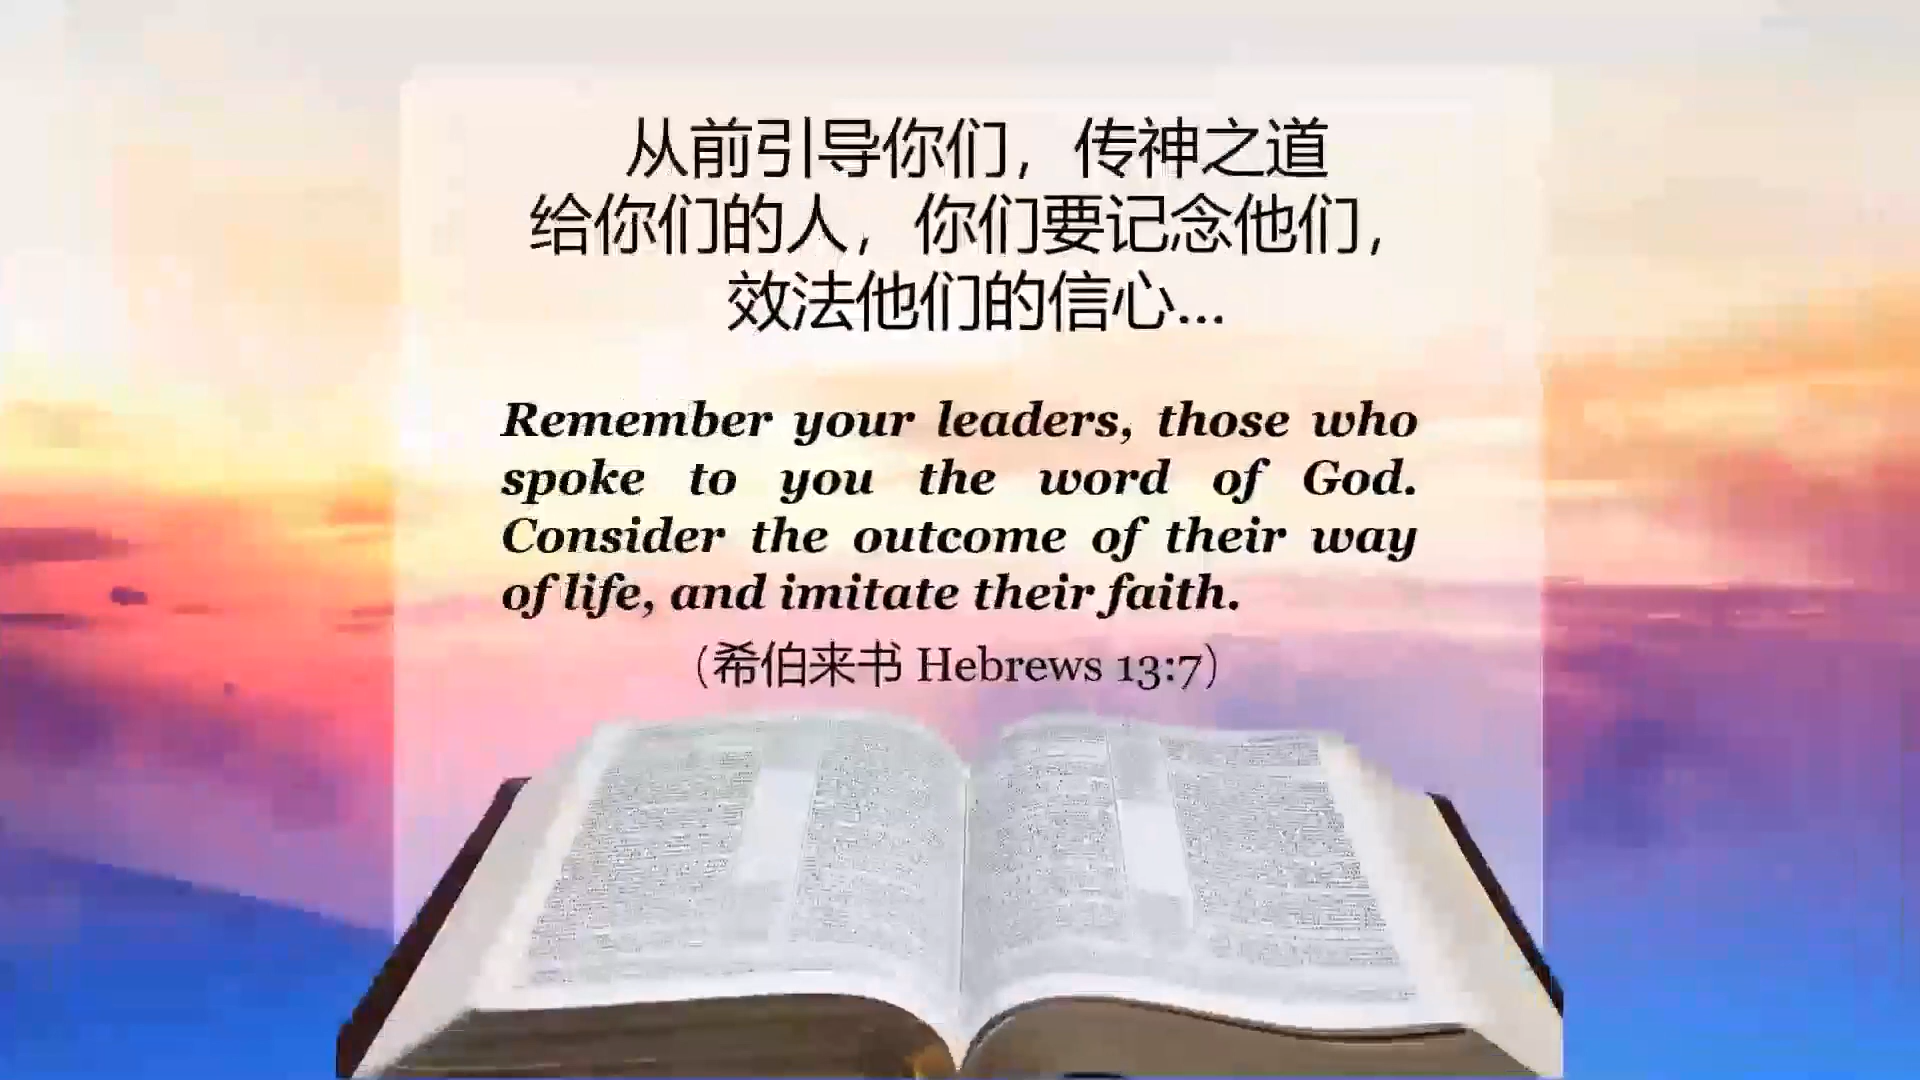 从前引导你们，传神之道
给你们的人，你们要记念他们，
效法他们的信心...
Remember your leaders, those who
spoke to you the word of God.
Consider the outcome of their way
of life, and imitate their faith.
(希伯来书 Hebrews 13:7)